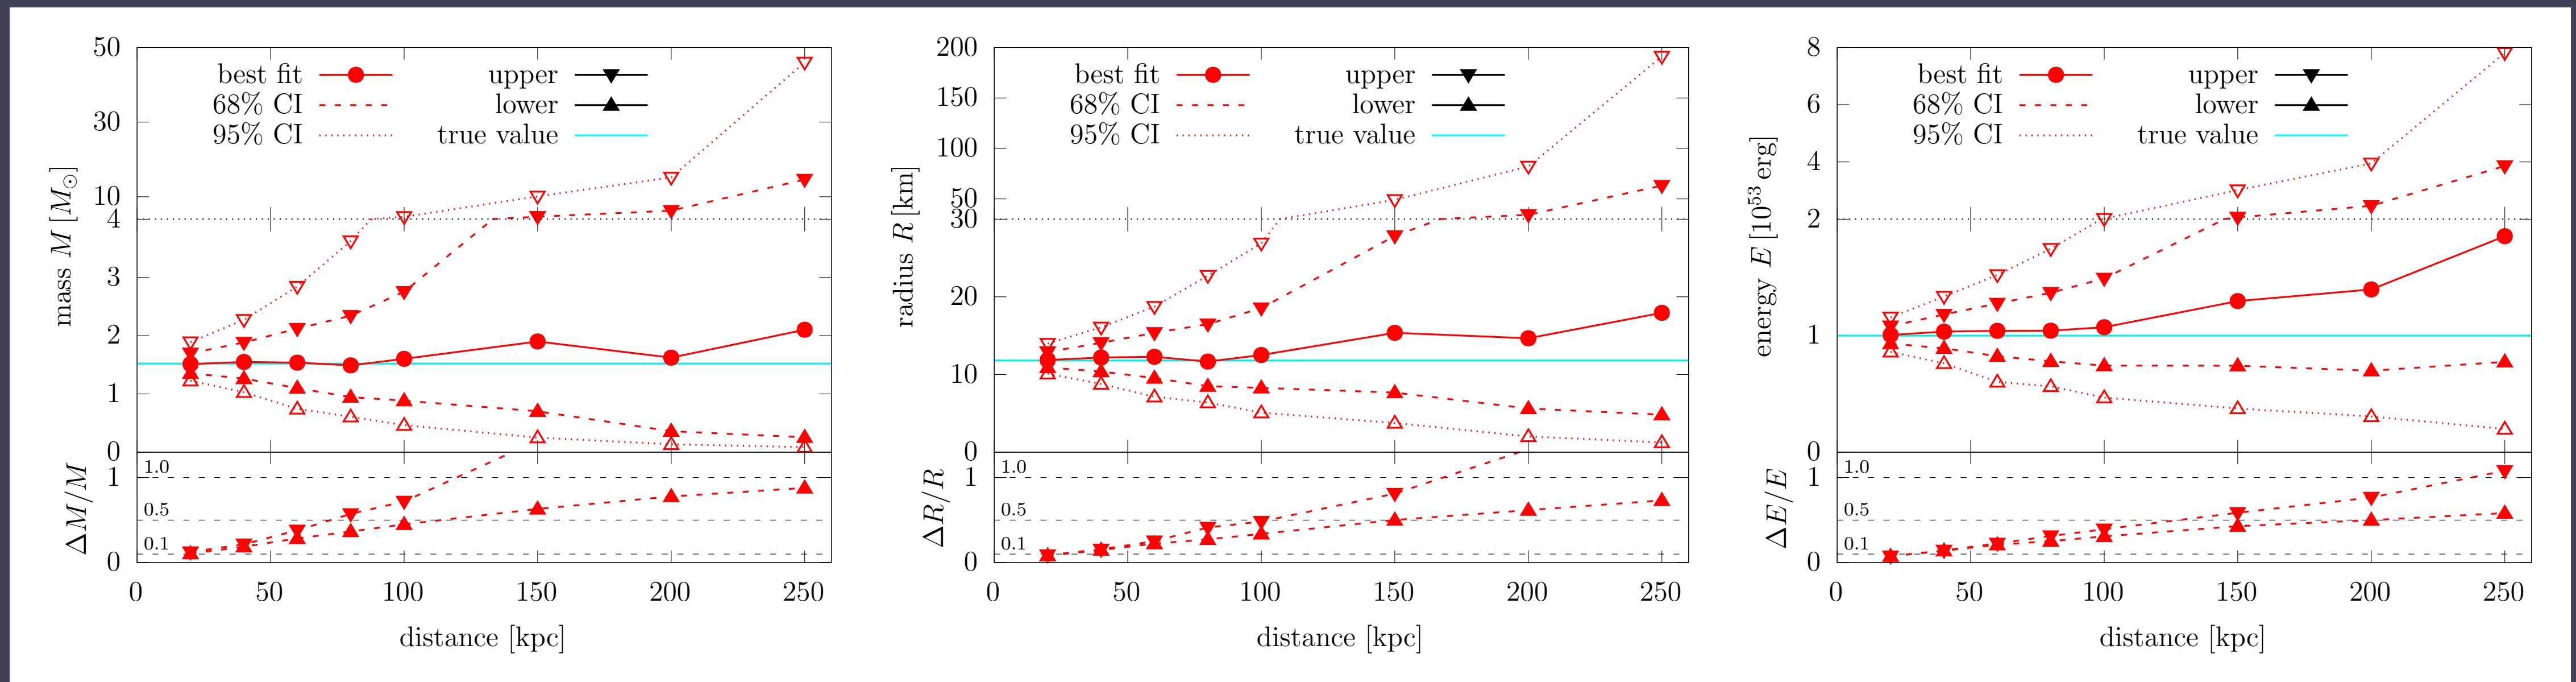 50
30
10
4
3
2
1
0
mass M [M⊙]
best fit
68% CI
95% CI
upper
lower
true value
1
0
ΔM/M
1.0
0.5
0.1
0 50 100 150 200 250
distance [kpc]
200
150
100
50
30
20
10
0
radius R [km]
best fit
68% CI
95% CI
upper
lower
true value
1
0
ΔR/R
1.0
0.5
0.1
0 50 100 150 200 250
distance [kpc]
8
6
4
2
1
0
energy E [10⁵³ erg]
best fit
68% CI
95% CI
upper
lower
true value
1
0
ΔE/E
1.0
0.5
0.1
0 50 100 150 200 250
distance [kpc]